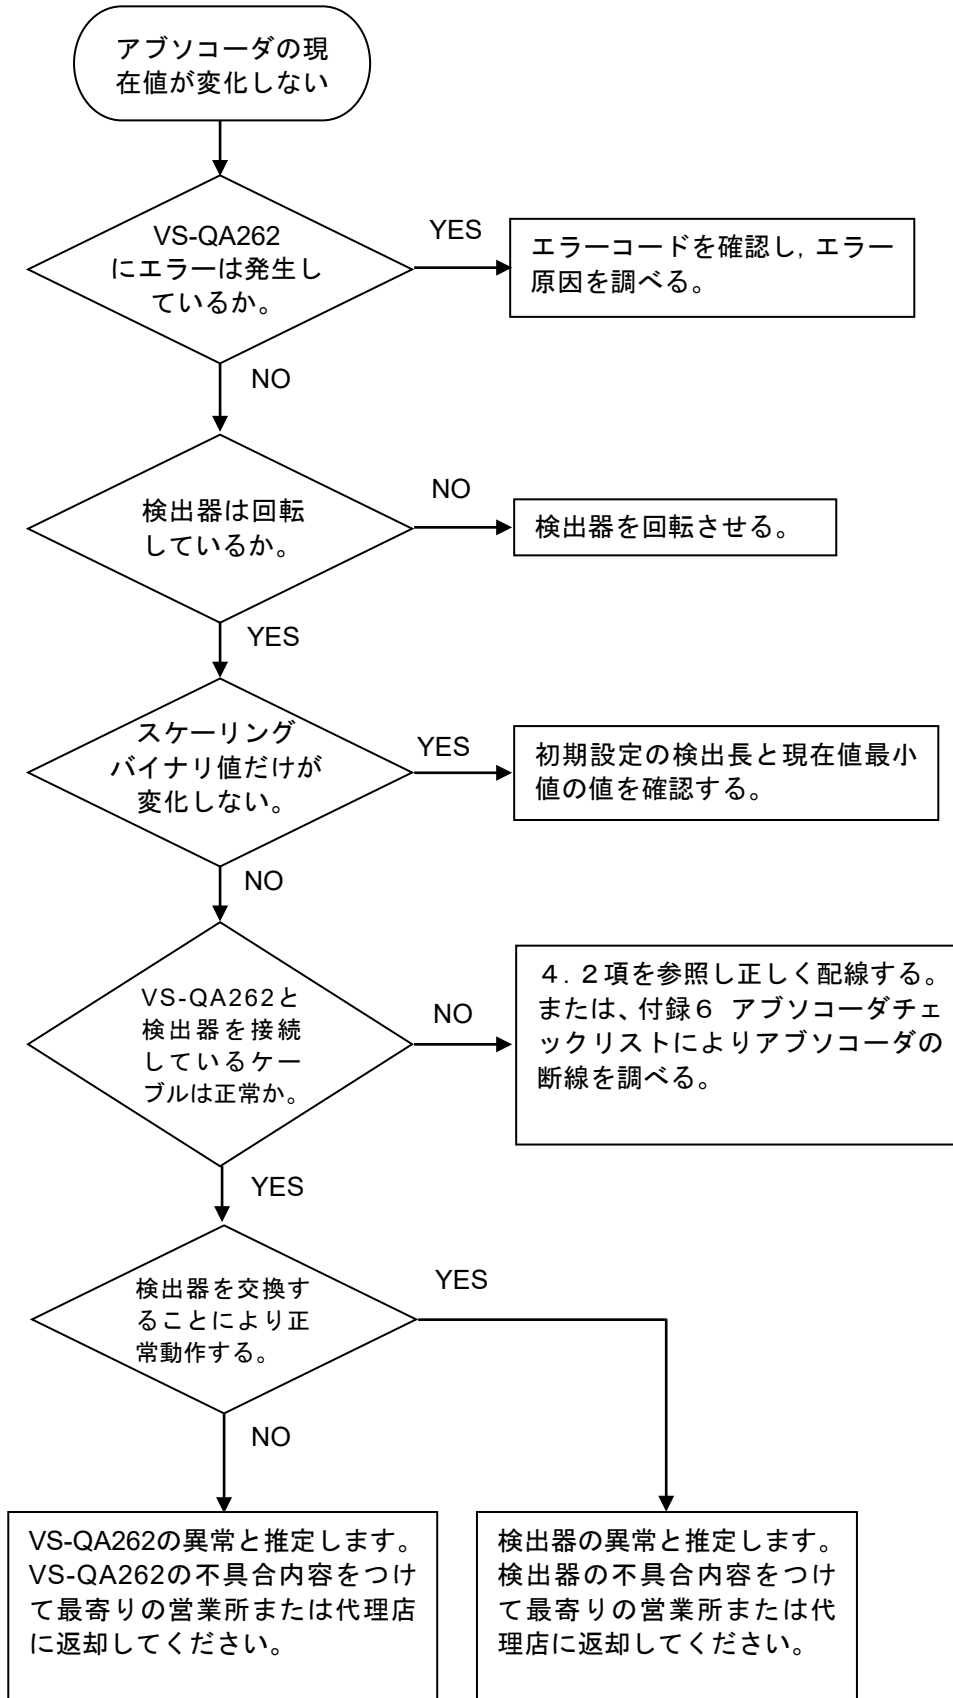 アブソコーダの現
在値が変化しない
VS-QA262
にエラーは発生し
ているか。
YES
エラーコードを確認し，エラー
原因を調べる。
NO
検出器は回転
しているか。
NO
検出器を回転させる。
YES
スケーリング
バイナリ値だけが
変化しない。
YES
初期設定の検出長と現在値最小
値の値を確認する。
NO
VS-QA262と
検出器を接続
しているケー
ブルは正常か。
NO
４．２項を参照し正しく配線する。
または、付録６　アブソコーダチェ
ックリストによりアブソコーダの
断線を調べる。
YES
検出器を交換す
ることにより正
常動作する。
YES
NO
VS-QA262の異常と推定します。
VS-QA262の不具合内容をつけ
て最寄りの営業所または代理店
に返却してください。
検出器の異常と推定します。
検出器の不具合内容をつけ
て最寄りの営業所または代
理店に返却してください。